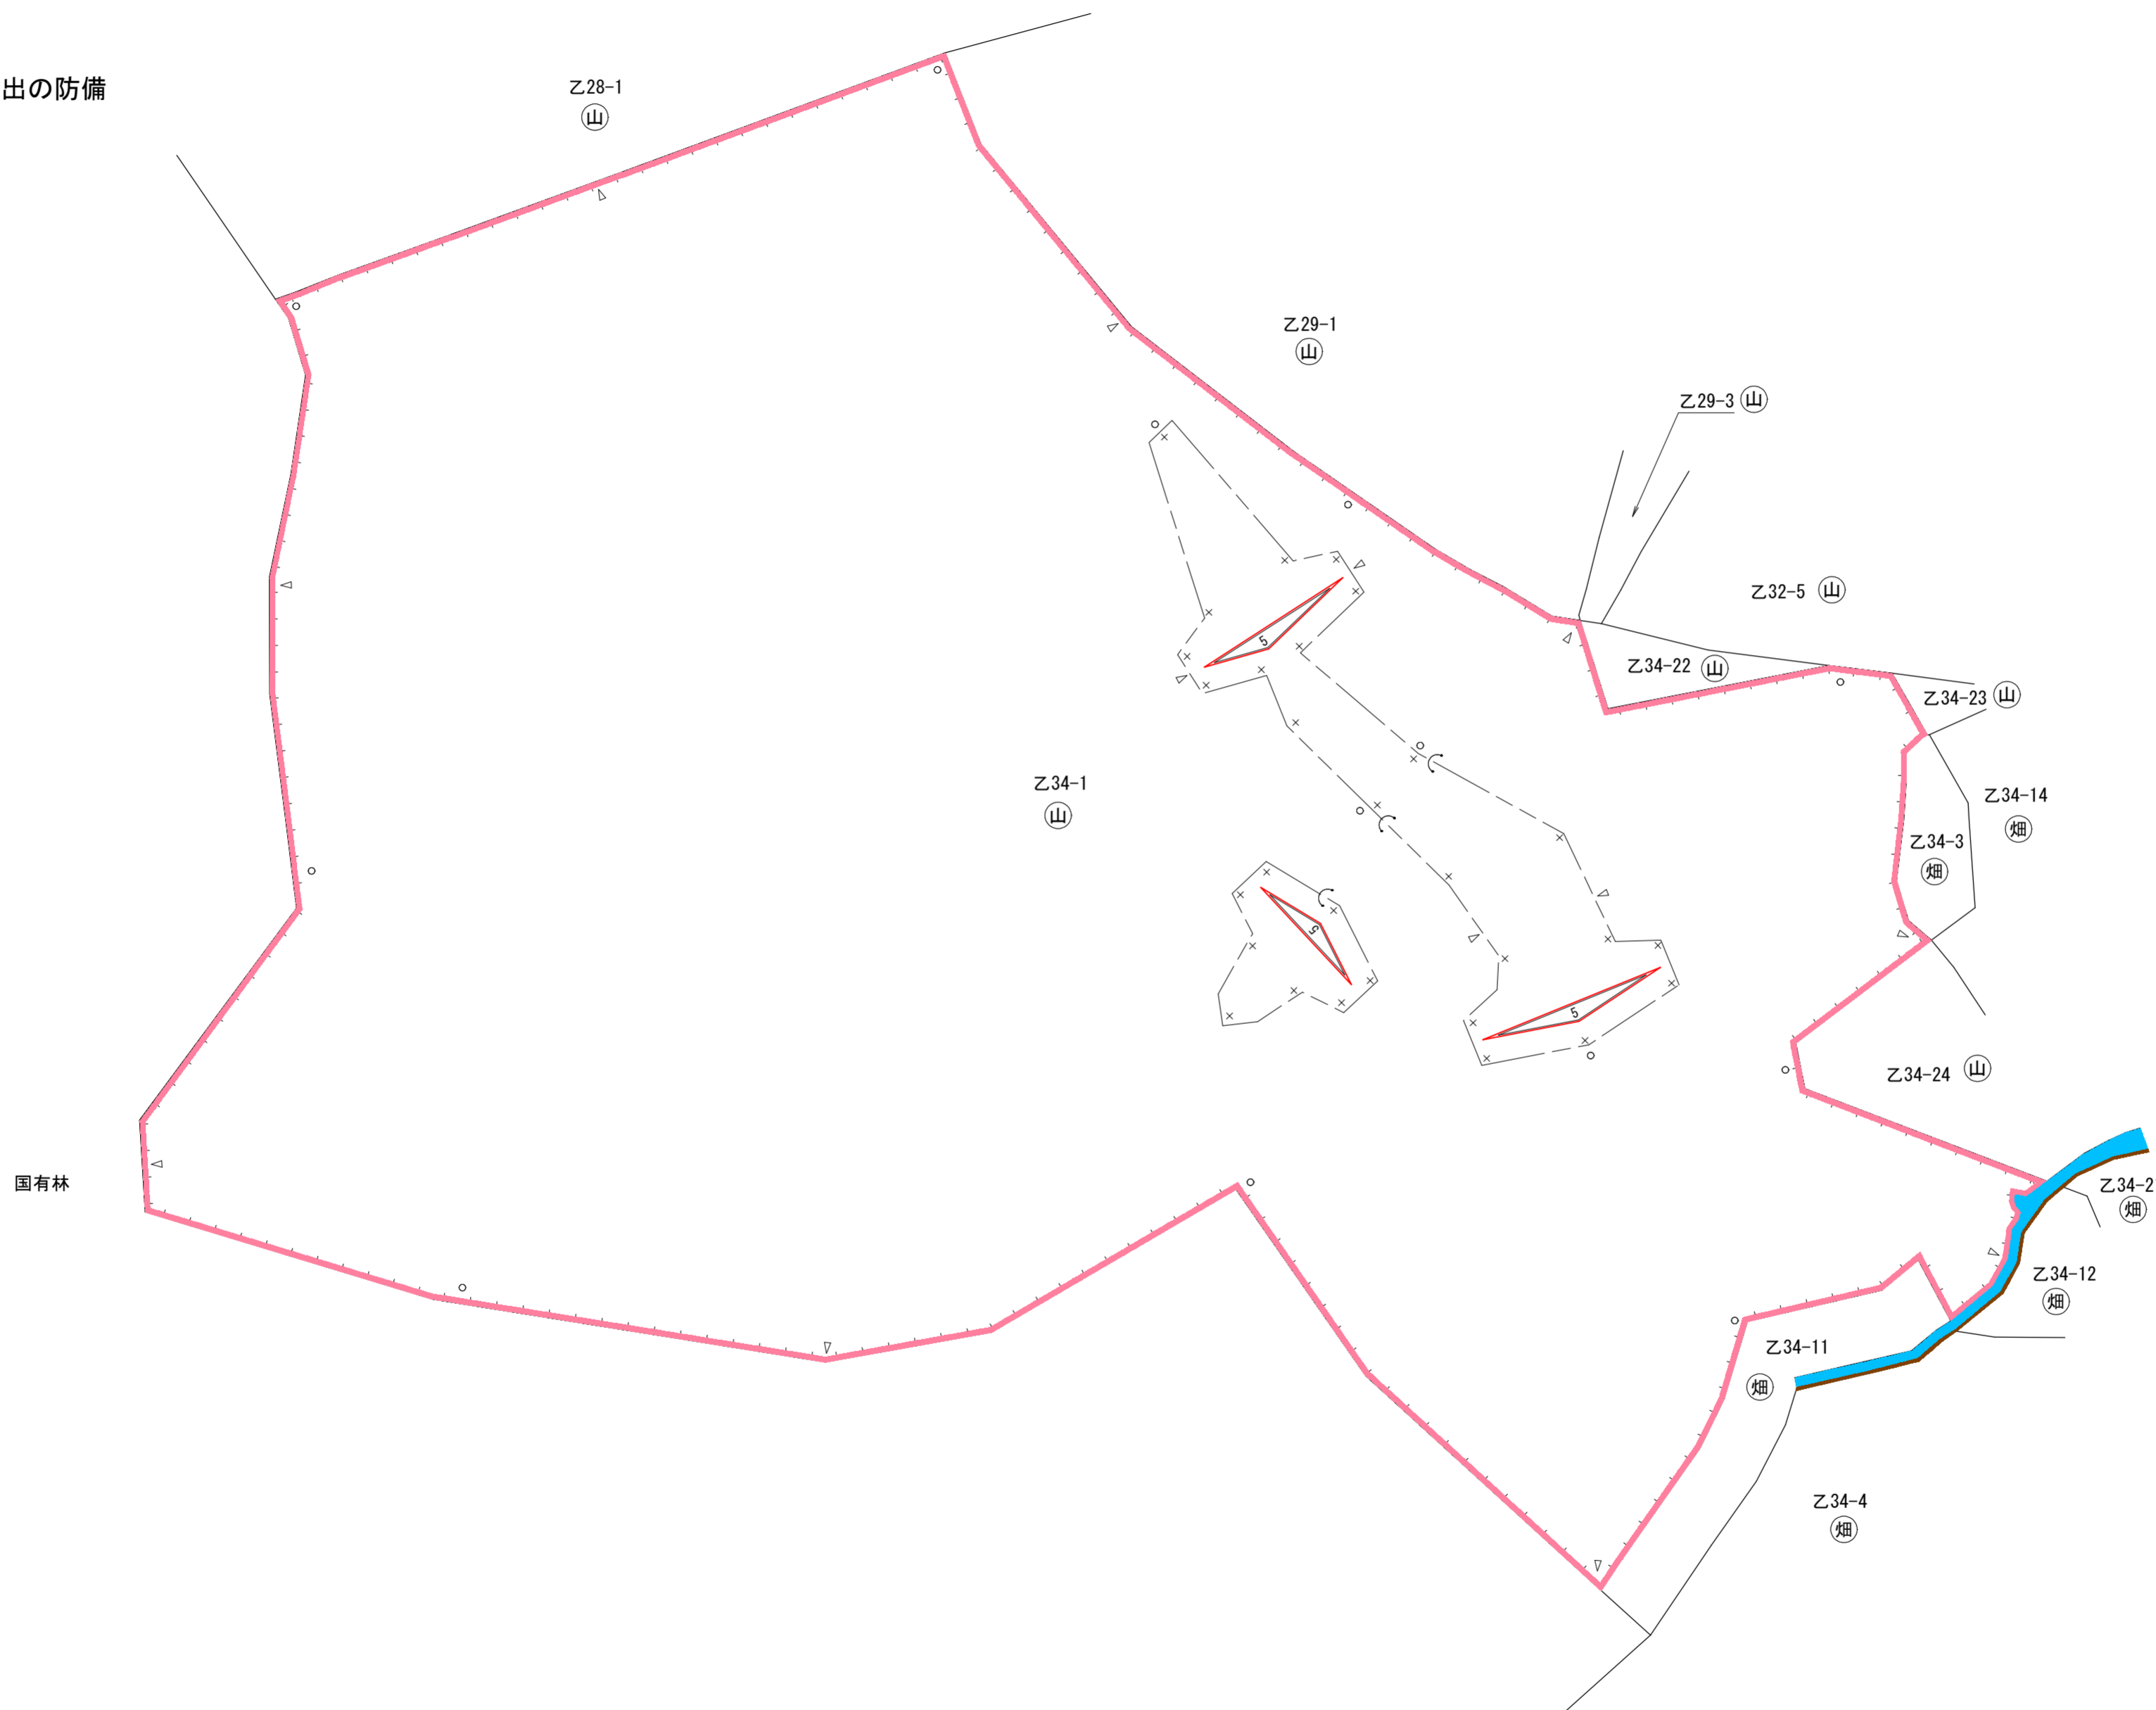 出の防備
乙28-1
山
乙29-1
山
乙29-3 山
乙32-5 山
5
乙34-22 山
乙34-23 山
乙34-1
山
乙34-14
畑
乙34-3
畑
5
5
乙34-24 山
国有林
乙34-2
畑
乙34-12
畑
乙34-11
畑
乙34-4
畑